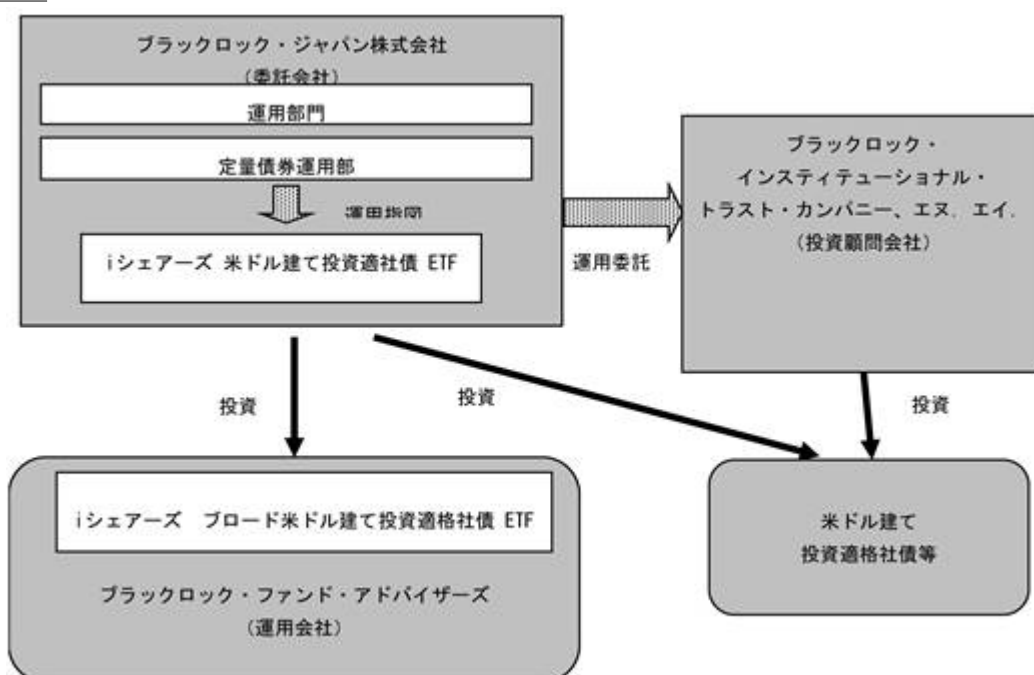 ブラックロック・ジャパン株式会社
（委託会社）
運用部門
定量債券運用部
運用指図
iシェアーズ 米ドル建て投資適社債 ETF
運用委託
ブラックロック・
インスティテューショナル・
トラスト・カンパニー、エヌ．エイ．
（投資顧問会社）
投資
投資
投資
iシェアーズ　ブロード米ドル建て投資適格社債 ETF
ブラックロック・ファンド・アドバイザーズ
（運用会社）
米ドル建て
投資適格社債等